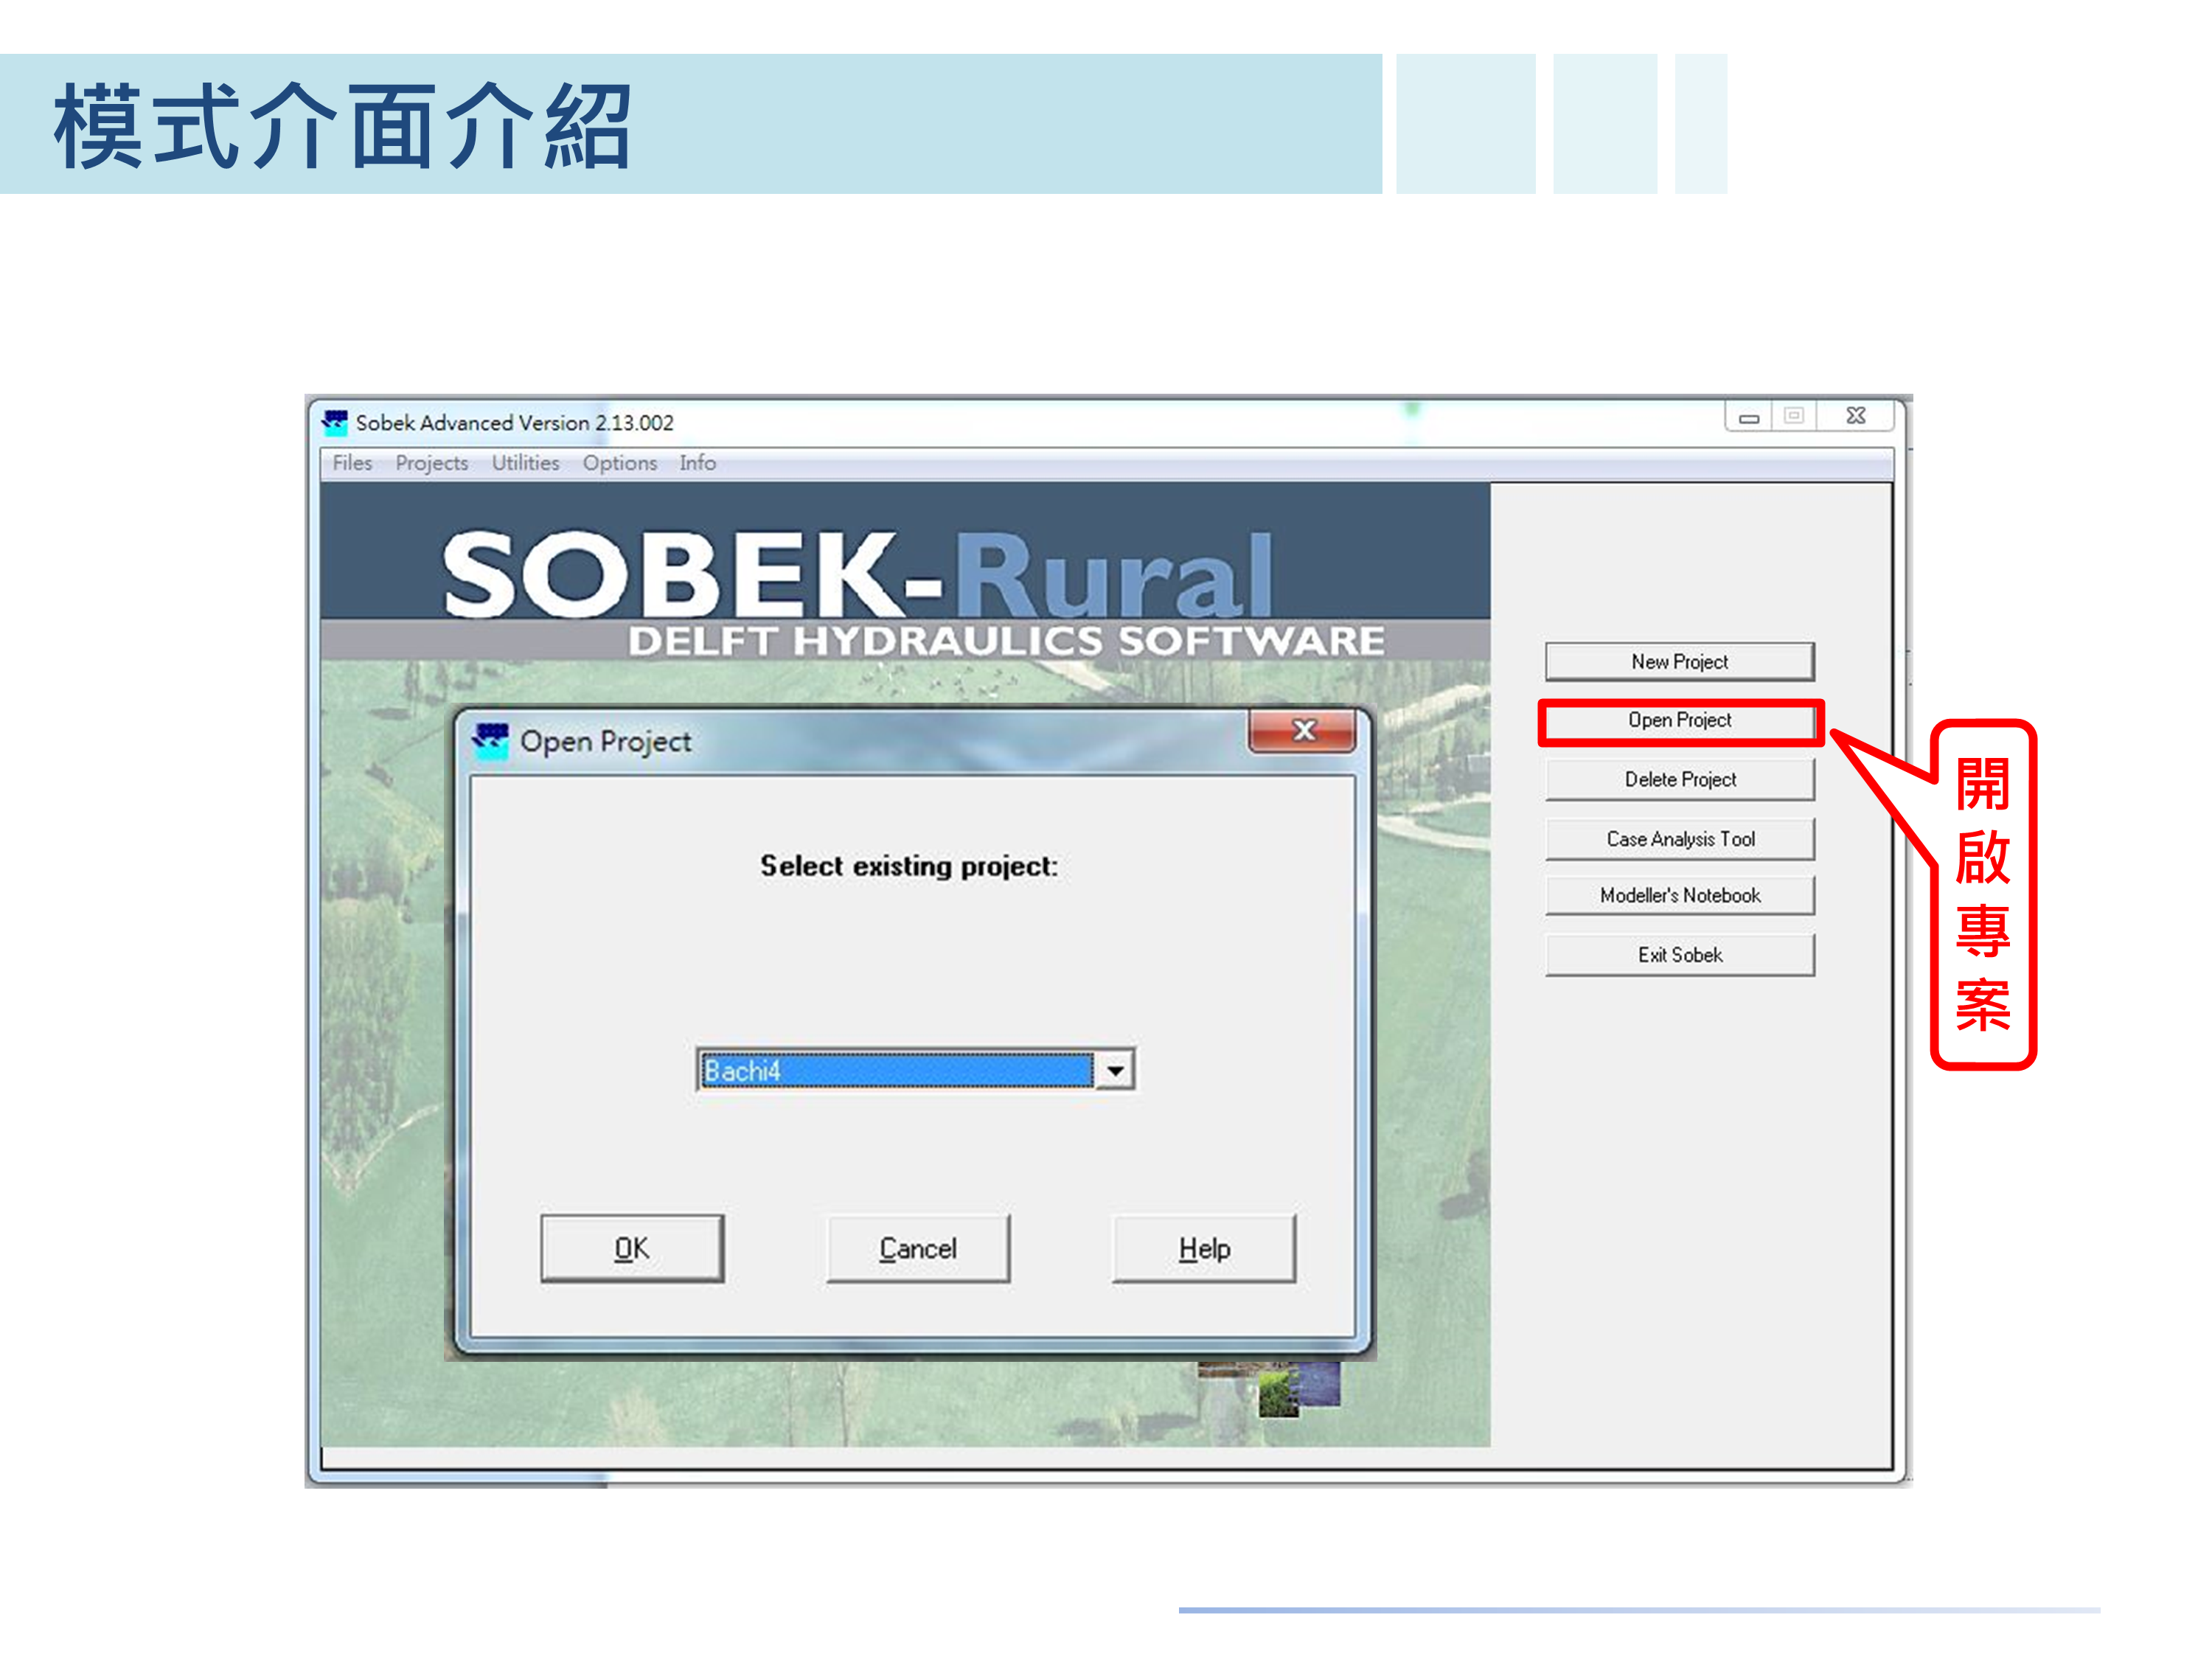 模式介面介紹
Sobek Advanced Version 2.13.002
Files Projects Utilities Options Info
SOBEK-Rural
DELFT HYDRAULICS SOFTWARE
New Project
Open Project
Delete Project
Case Analysis Tool
Modeller's Notebook
Exit Sobek
開啟專案
Open Project
Select existing project:
Bachi4
OK Cancel Help